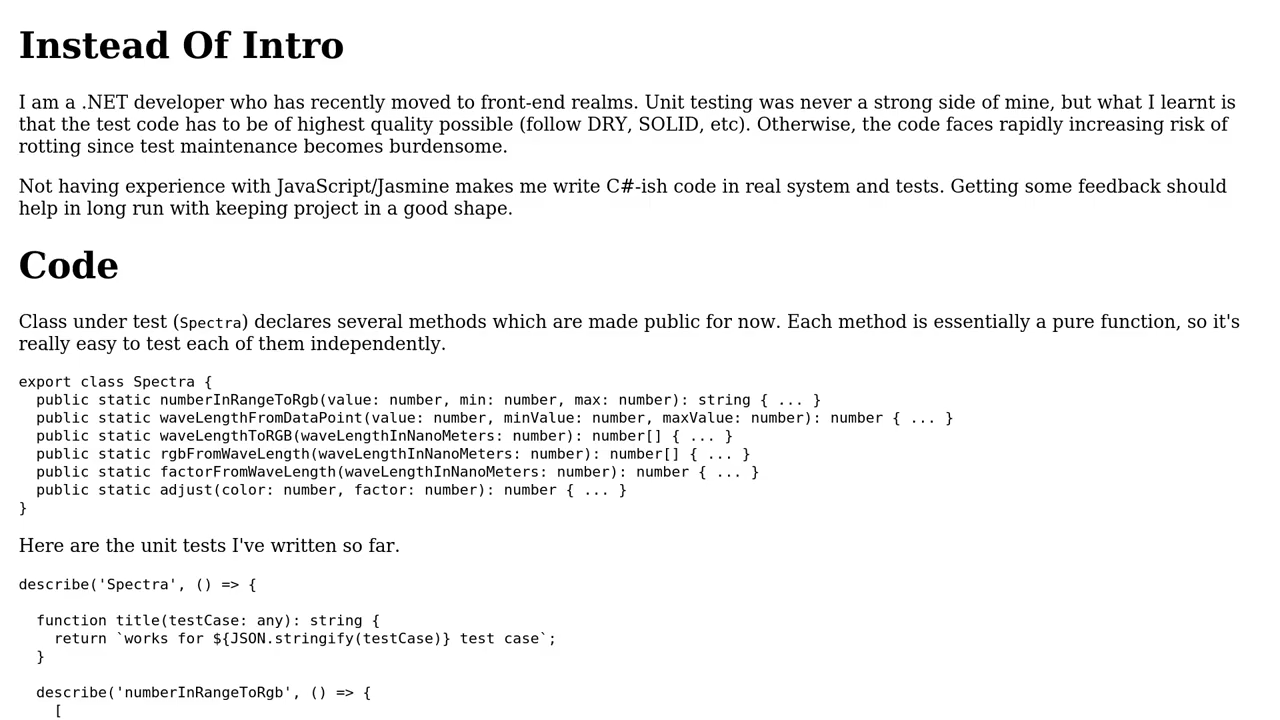 Instead Of Intro
I am a .NET developer who has recently moved to front-end realms. Unit testing was never a strong side of mine, but what I learnt is
that the test code has to be of highest quality possible (follow DRY, SOLID, etc). Otherwise, the code faces rapidly increasing risk of
rotting since test maintenance becomes burdensome.
Not having experience with JavaScript/Jasmine makes me write C#-ish code in real system and tests. Getting some feedback should
help in long run with keeping project in a good shape.
Code
Class under test (Spectra) declares several methods which are made public for now. Each method is essentially a pure function, so it's
really easy to test each of them independently.
export class Spectra {
  public static numberInRangeToRgb(value: number, min: number, max: number): string { ... }
  public static waveLengthFromDataPoint(value: number, minValue: number, maxValue: number): number { ... }
  public static waveLengthToRGB(waveLengthInNanoMeters: number): number[] { ... }
  public static rgbFromWaveLength(waveLengthInNanoMeters: number): number[] { ... }
  public static factorFromWaveLength(waveLengthInNanoMeters: number): number { ... }
  public static adjust(color: number, factor: number): number { ... }
}
Here are the unit tests I've written so far.
describe('Spectra', () => {
  function title(testCase: any): string {
    return `works for ${JSON.stringify(testCase)} test case`;
  }
  describe('numberInRangeToRgb', () => {
    [